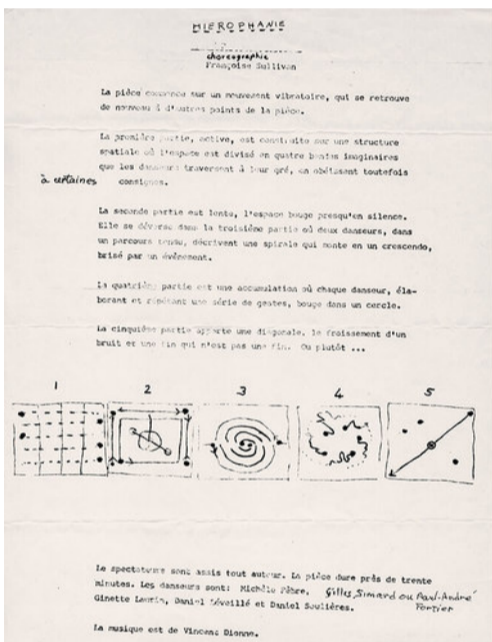 HIEROPHANIE
choreographie
Françoise Sullivan
La pièce commence sur un mouvement vibratoire, qui se retrouve
de nouveau à d'autres points de la pièce.
La première partie, active, est construite sur une structure
spatiale où l'espace est divisé en quatre bandes imaginaires
que les danseurs traversent à leur gré, en obéissant toutefois
à certaines consignes.
La seconde partie est lente, l'espace bouge presqu'en silence.
Elle se déverse dans la troisième partie où deux danseurs, dans
un parcours tendu, décrivent une spirale qui monte en un crescendo,
brisé par un évènement.
La quatrième partie est une accumulation où chaque danseur, éla-
borant et répétant une série de gestes, bouge dans un cercle.
La cinquième partie apporte une diagonale, le froissement d'un
bruit et une fin qui n'est pas une fin. Ou plutôt ...
1 2 3 4 5
Le spectateurs sont assis tout autour. La pièce dure près de trente
minutes. Les danseurs sont: Michèle Fèbre, Gilles Simard ou Paul-André
Fortier
Ginette Laurin, Daniel Léveillé et Daniel Soulières.
La musique est de Vincent Dionne.